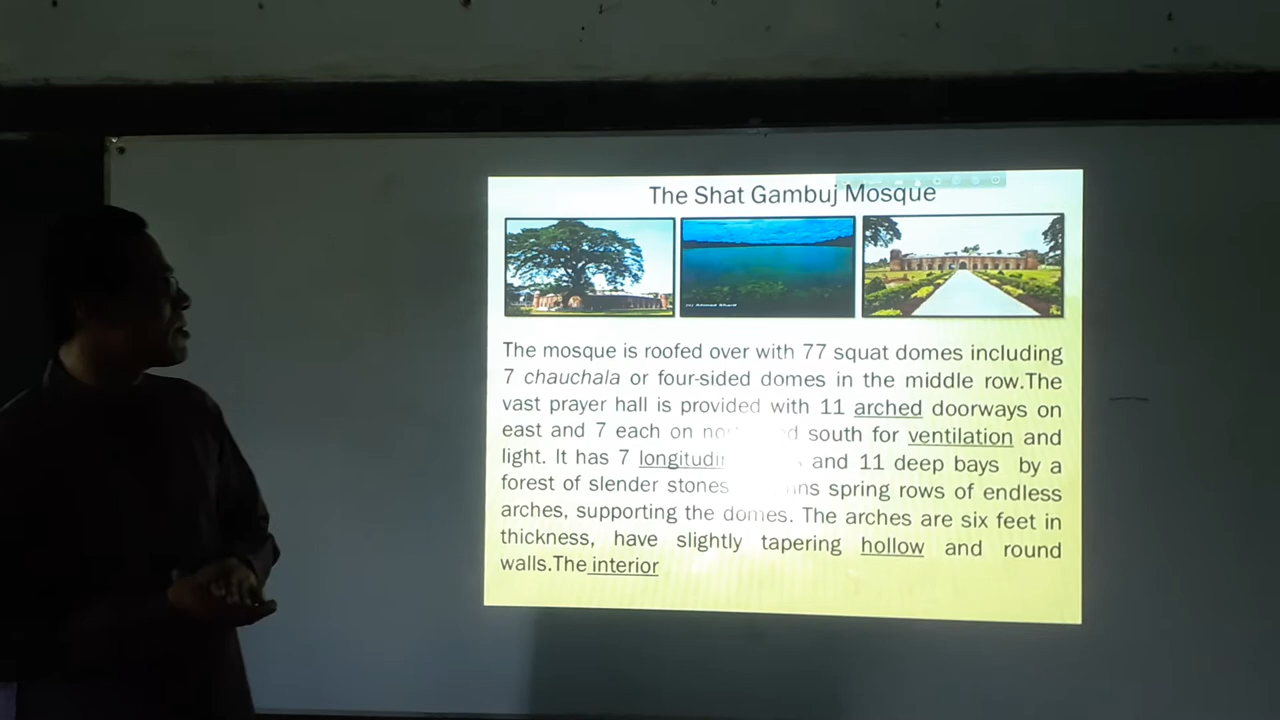 The Shat Gambuj Mosque
(c) Ahmed Sharif
The mosque is roofed over with 77 squat domes including
7 chauchala or four-sided domes in the middle row.The
vast prayer hall is provided with 11 arched doorways on
east and 7 each on south for ventilation and
light. It has 7 and 11 deep bays by a
forest of slender stones spring rows of endless
arches, supporting the domes. The arches are six feet in
thickness, have slightly tapering hollow and round
walls.The interior